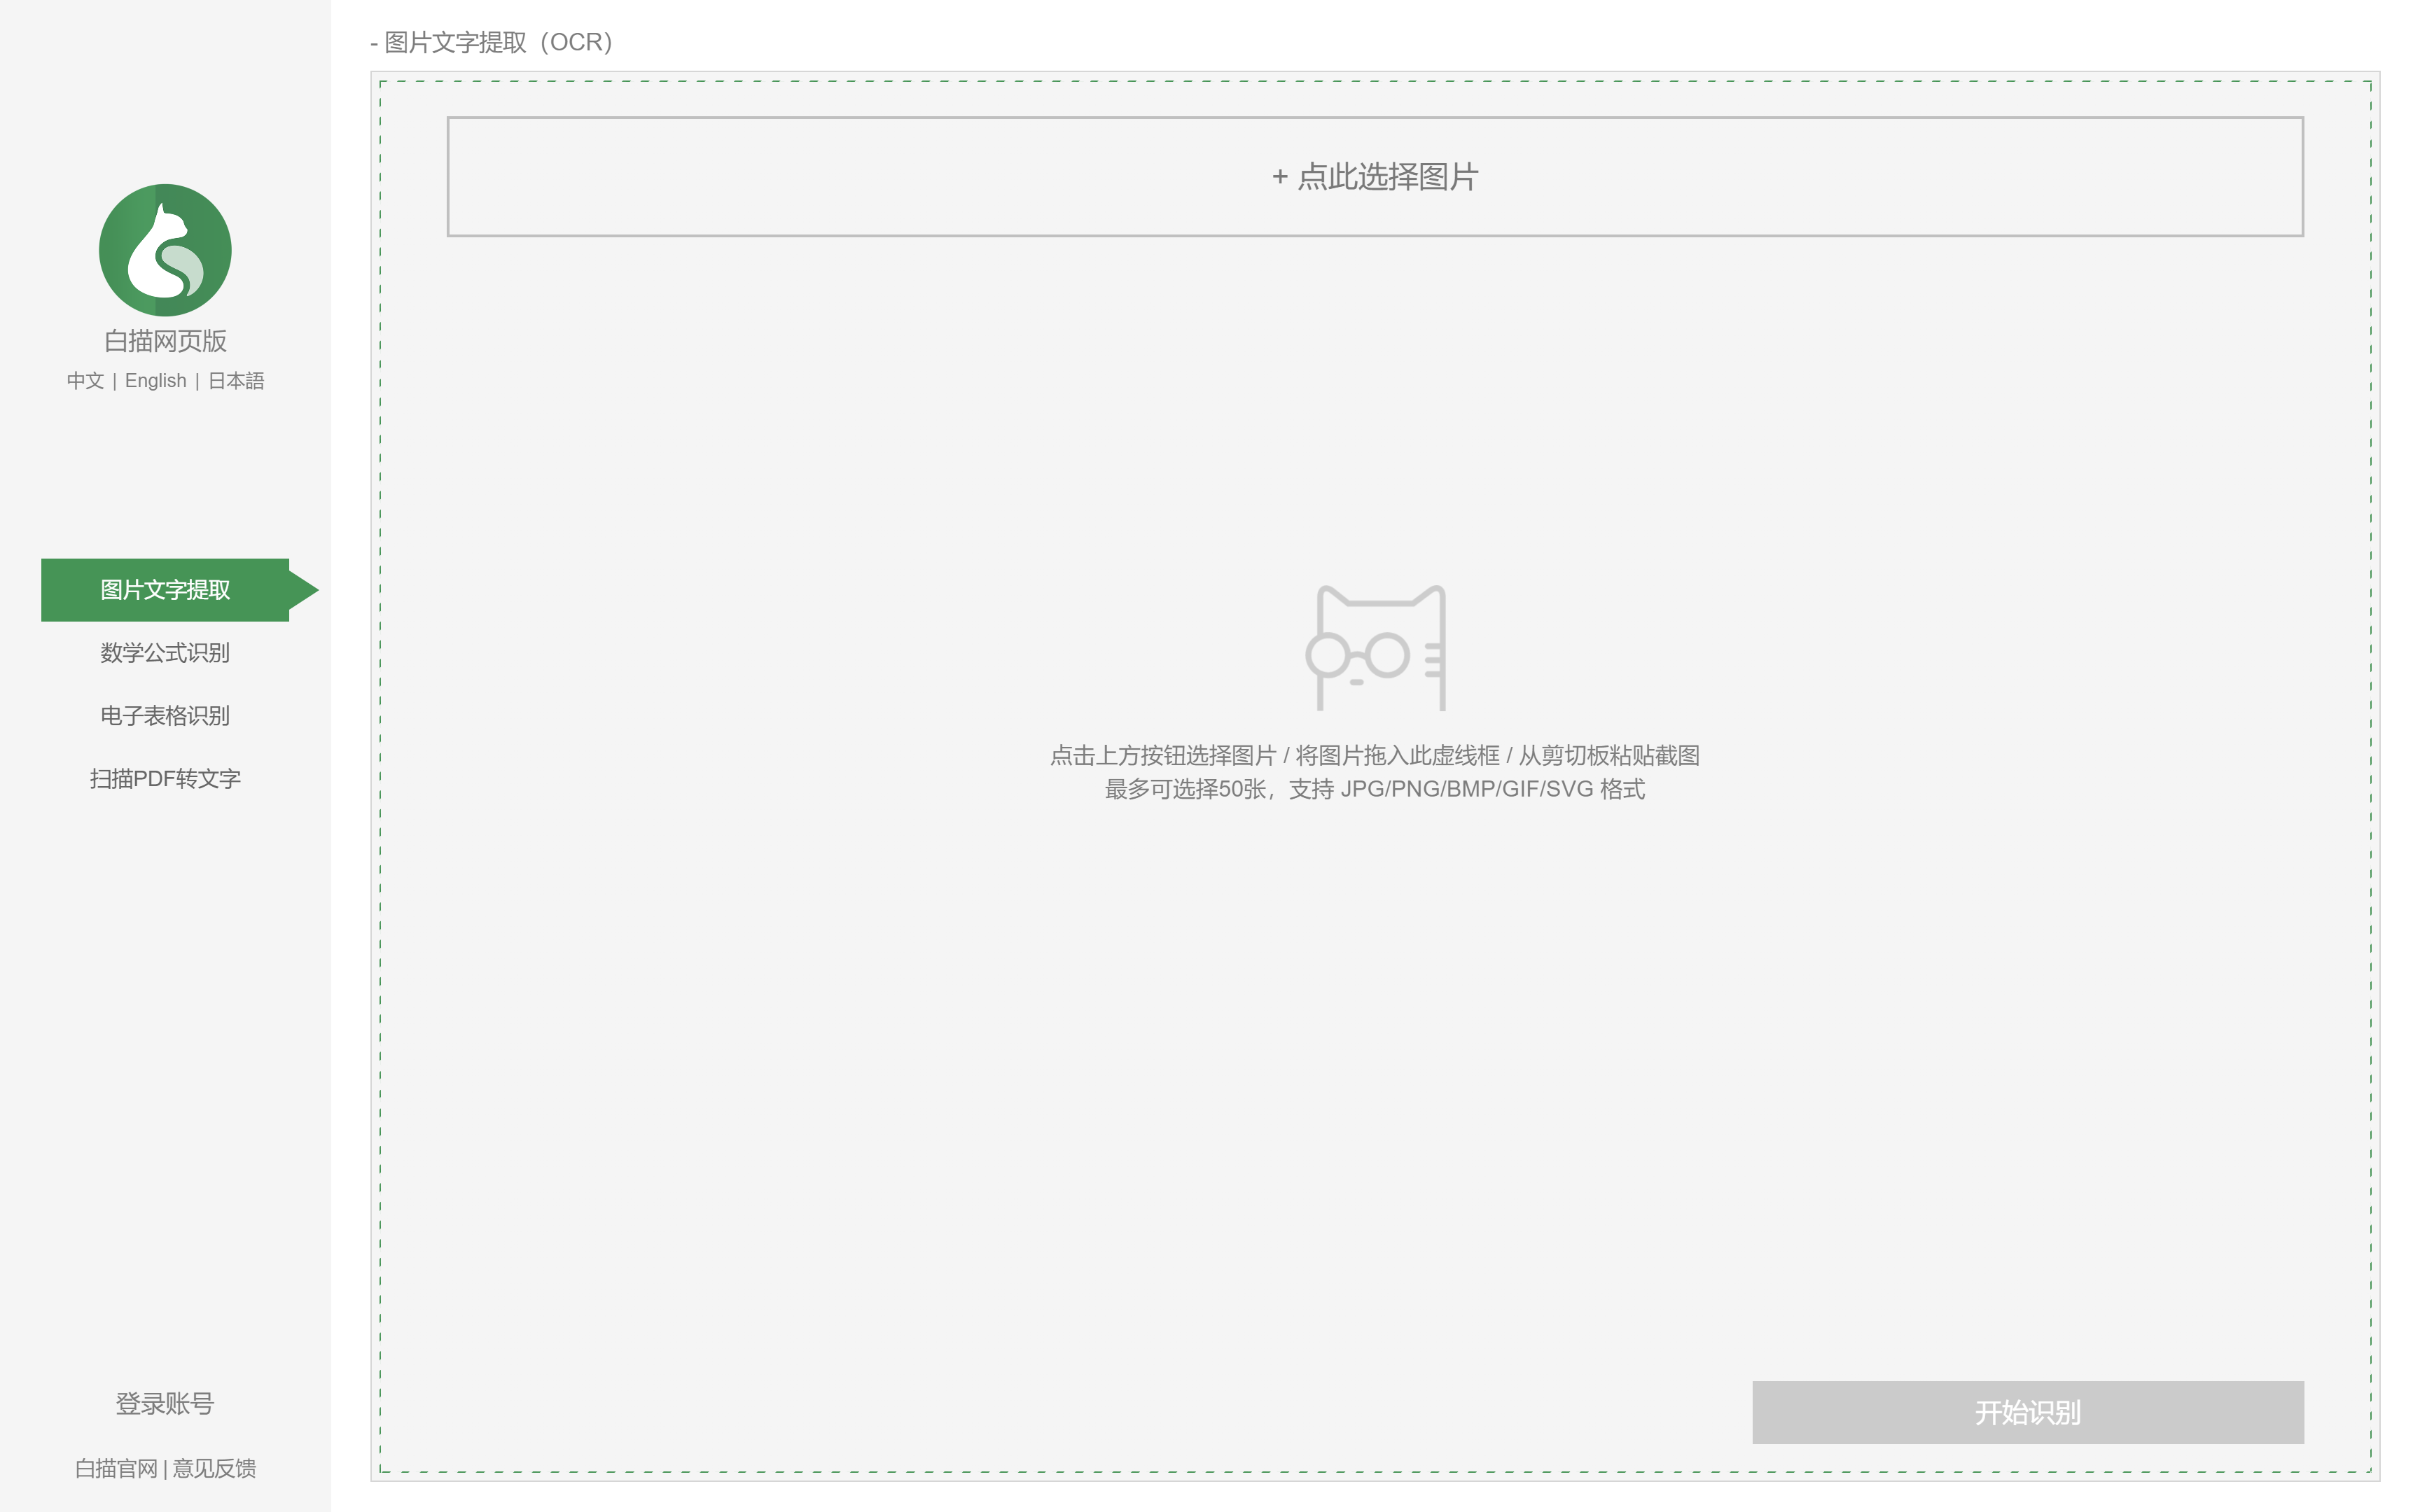 白描网页版
中文 | English | 日本語
图片文字提取
数学公式识别
电子表格识别
扫描PDF转文字
登录账号
白描官网 | 意见反馈
- 图片文字提取（OCR）
+ 点此选择图片
点击上方按钮选择图片 / 将图片拖入此虚线框 / 从剪切板粘贴截图
最多可选择50张，支持 JPG/PNG/BMP/GIF/SVG 格式
开始识别